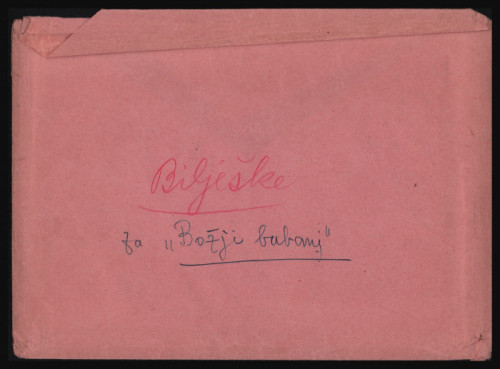 Bilješke
za „Božji bubanj"